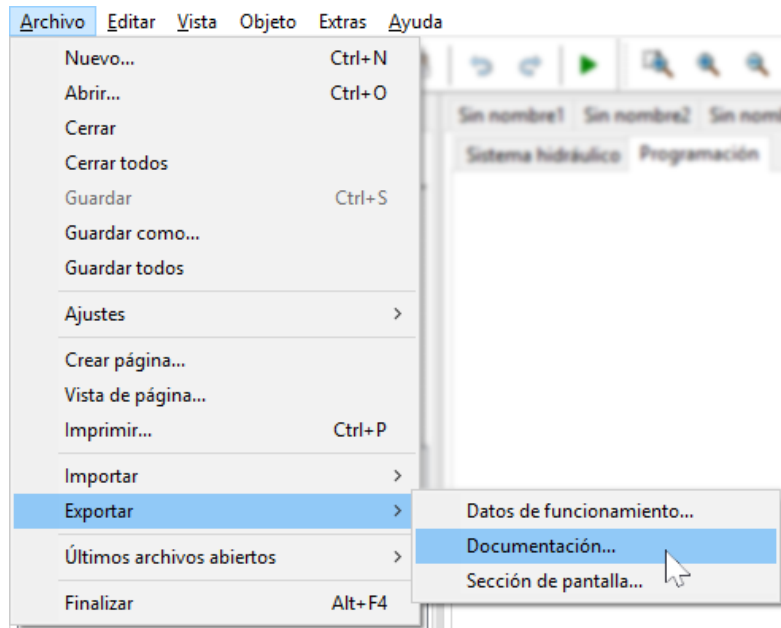 Archivo Editar Vista Objeto Extras Ayuda
Nuevo... Ctrl+N
Abrir... Ctrl+O
Cerrar
Cerrar todos
Guardar Ctrl+S
Guardar como...
Guardar todos
Ajustes
Crear página...
Vista de página...
Imprimir... Ctrl+P
Importar
Exportar
Últimos archivos abiertos
Finalizar Alt+F4
Sin nombre1 Sin nombre2 Sin nom
Sistema hidráulico Programación
Datos de funcionamiento...
Documentación...
Sección de pantalla...